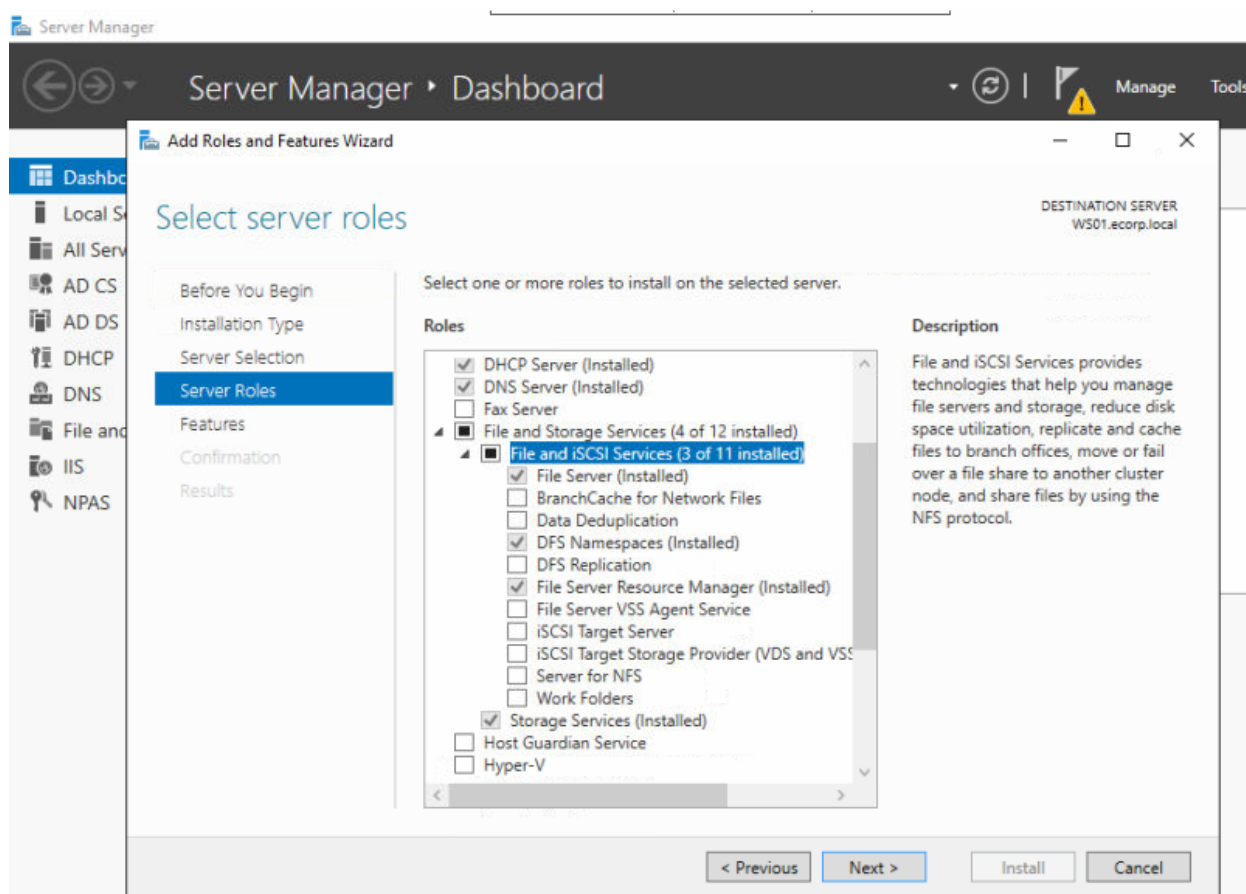 Server Manager
Server Manager ‣ Dashboard
Manage
Tools
Dashbo
Local Se
All Serv
AD CS
AD DS
DHCP
DNS
File and
IIS
NPAS
Add Roles and Features Wizard
Select server roles
DESTINATION SERVER
WS01.ecorp.local
Before You Begin
Installation Type
Server Selection
Server Roles
Features
Confirmation
Results
Select one or more roles to install on the selected server.
Roles
DHCP Server (Installed)
DNS Server (Installed)
Fax Server
File and Storage Services (4 of 12 installed)
File and iSCSI Services (3 of 11 installed)
File Server (Installed)
BranchCache for Network Files
Data Deduplication
DFS Namespaces (Installed)
DFS Replication
File Server Resource Manager (Installed)
File Server VSS Agent Service
iSCSI Target Server
iSCSI Target Storage Provider (VDS and VSS
Server for NFS
Work Folders
Storage Services (Installed)
Host Guardian Service
Hyper-V
Description
File and iSCSI Services provides
technologies that help you manage
file servers and storage, reduce disk
space utilization, replicate and cache
files to branch offices, move or fail
over a file share to another cluster
node, and share files by using the
NFS protocol.
< Previous
Next >
Install
Cancel